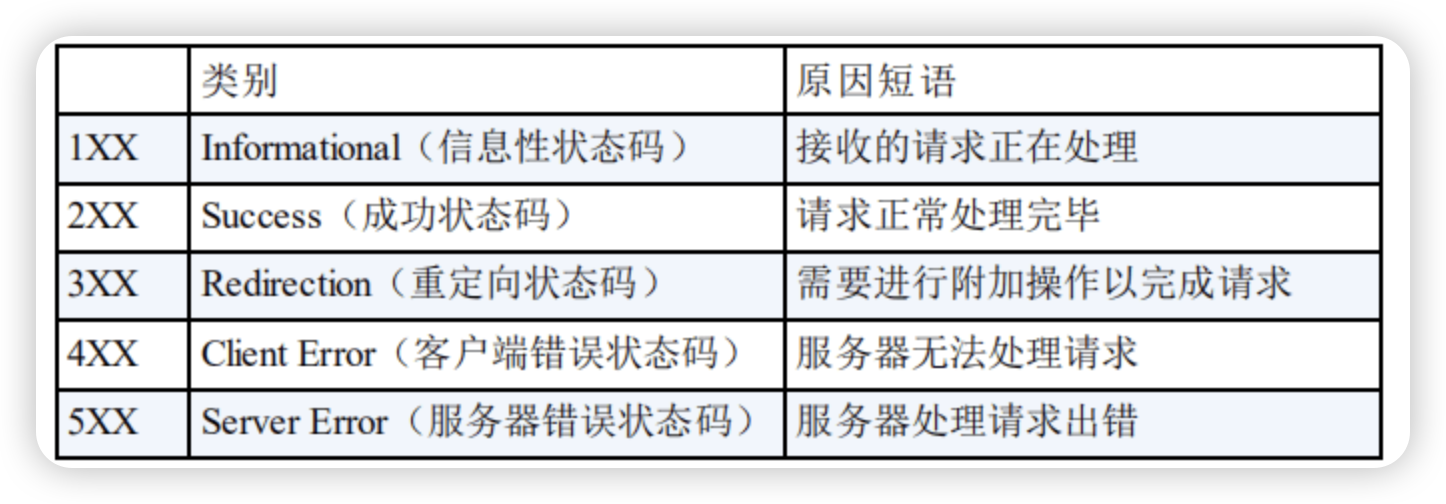 类别 原因短语
1XX Informational（信息性状态码） 接收的请求正在处理
2XX Success（成功状态码） 请求正常处理完毕
3XX Redirection（重定向状态码） 需要进行附加操作以完成请求
4XX Client Error（客户端错误状态码） 服务器无法处理请求
5XX Server Error（服务器错误状态码） 服务器处理请求出错